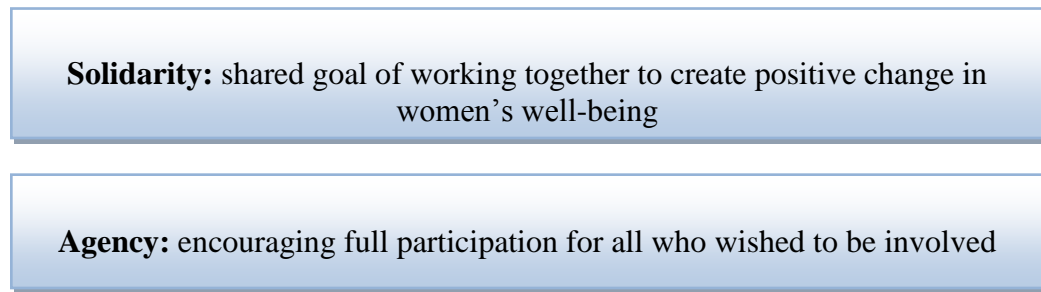 Solidarity: shared goal of working together to create positive change in
women’s well-being
Agency: encouraging full participation for all who wished to be involved